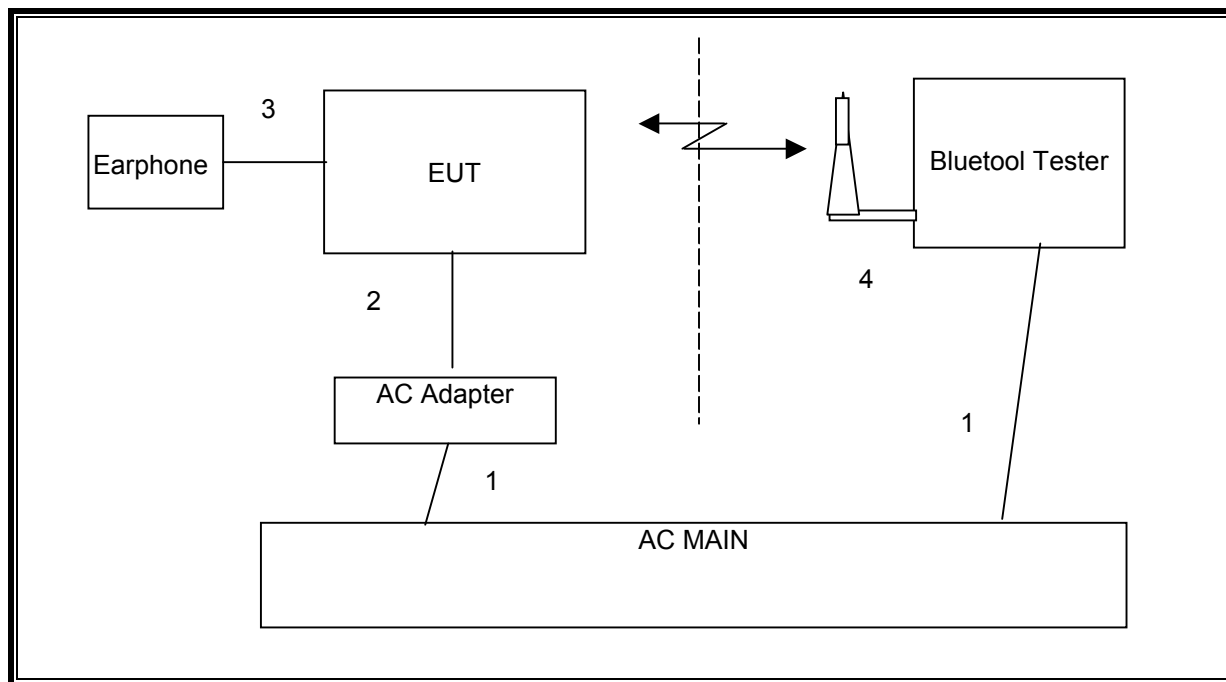 3
Earphone
EUT
Bluetool Tester
2
4
AC Adapter
1
1
AC MAIN